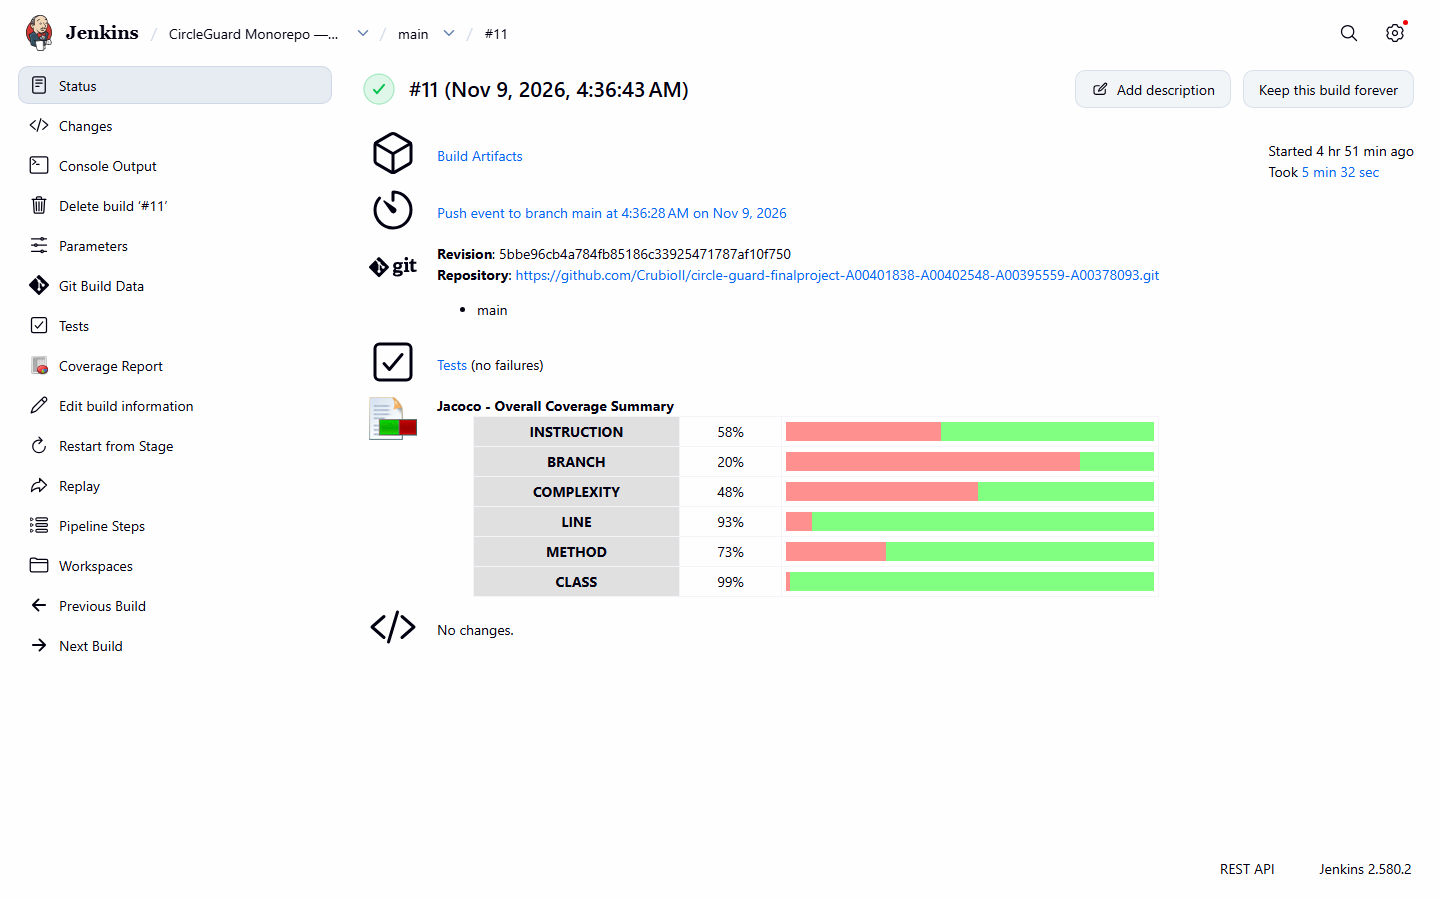 Jenkins / CircleGuard Monorepo —... / main / #11
Status
Changes
Console Output
Delete build ‘#11’
Parameters
Git Build Data
Tests
Coverage Report
Edit build information
Restart from Stage
Replay
Pipeline Steps
Workspaces
Previous Build
Next Build
#11 (Nov 9, 2026, 4:36:43 AM)
Add description
Keep this build forever
Build Artifacts
Started 4 hr 51 min ago
Took 5 min 32 sec
Push event to branch main at 4:36:28 AM on Nov 9, 2026
git
Revision: 5bbe96cb4a784fb85186c33925471787af10f750
Repository: https://github.com/Crubioll/circle-guard-finalproject-A00401838-A00402548-A00395559-A00378093.git
• main
Tests (no failures)
Jacoco - Overall Coverage Summary
INSTRUCTION 58%
BRANCH 20%
COMPLEXITY 48%
LINE 93%
METHOD 73%
CLASS 99%
No changes.
REST API
Jenkins 2.580.2